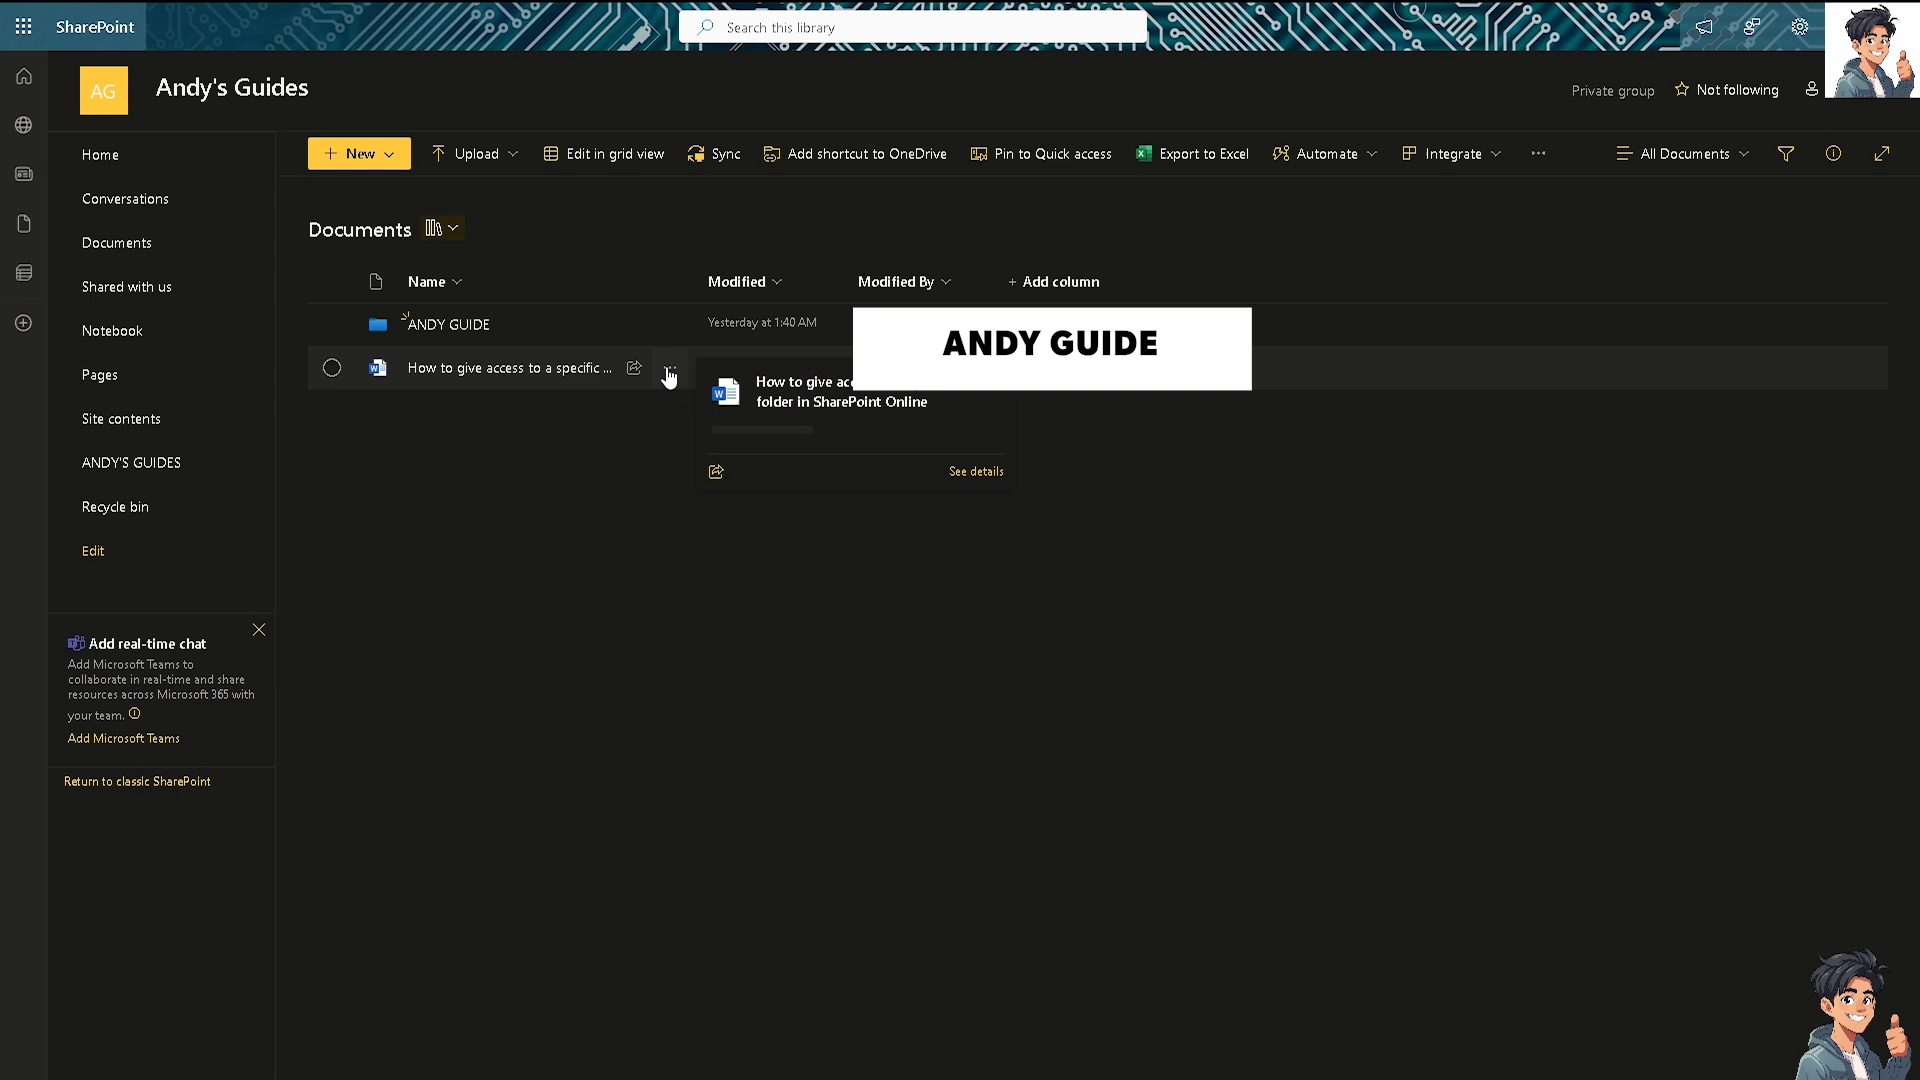 SharePoint
Search this library
AG
Andy's Guides
Private group
Not following
Home
Conversations
Documents
Shared with us
Notebook
Pages
Site contents
ANDY'S GUIDES
Recycle bin
Edit
New
Upload
Edit in grid view
Sync
Add shortcut to OneDrive
Pin to Quick access
Export to Excel
Automate
Integrate
All Documents
Documents
Name
Modified
Modified By
+ Add column
ANDY GUIDE
Yesterday at 1:40 AM
ANDY GUIDE
How to give access to a specific ...
How to give acc
folder in SharePoint Online
See details
Add real-time chat
Add Microsoft Teams to
collaborate in real-time and share
resources across Microsoft 365 with
your team.
Add Microsoft Teams
Return to classic SharePoint